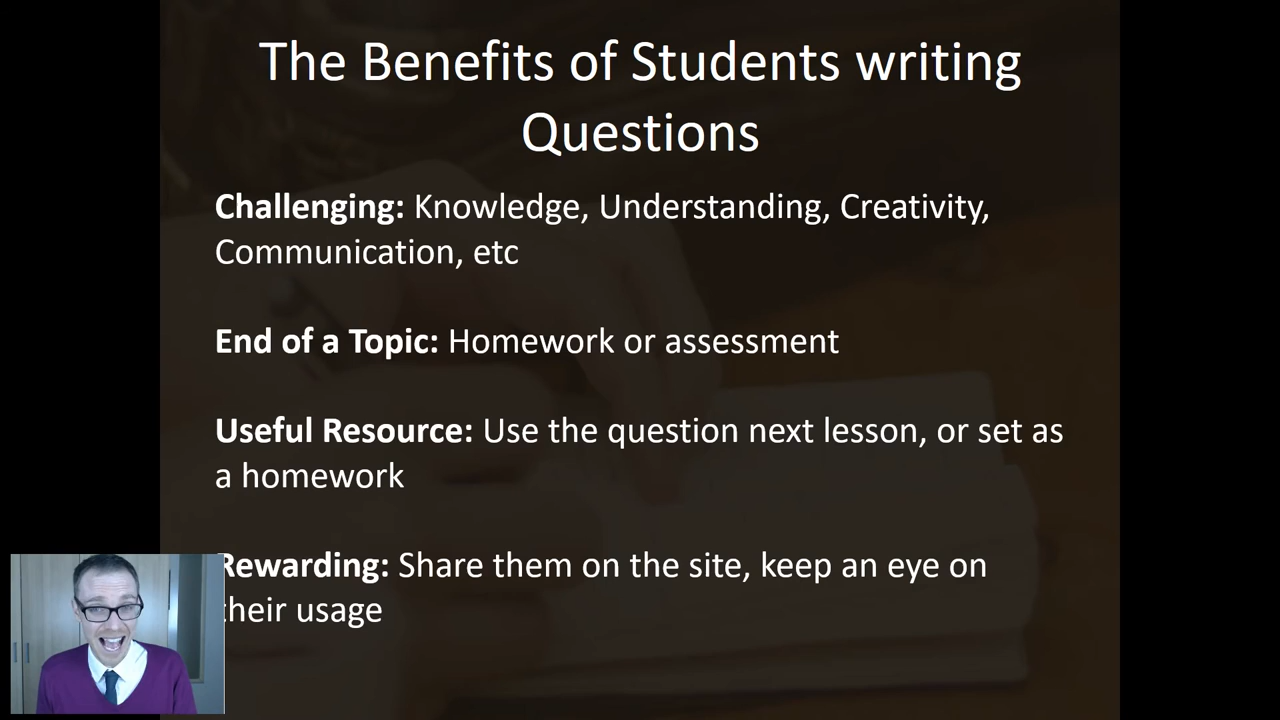 The Benefits of Students writing
Questions
Challenging: Knowledge, Understanding, Creativity,
Communication, etc
End of a Topic: Homework or assessment
Useful Resource: Use the question next lesson, or set as
a homework
Rewarding: Share them on the site, keep an eye on
their usage